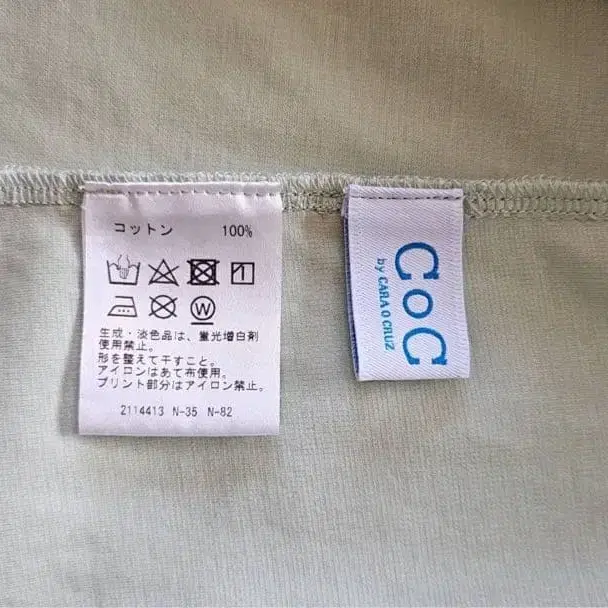 コットン 100%
W
生成・淡色品は、蛍光増白剤
使用禁止。
形を整えて干すこと。
アイロンはあて布使用。
プリント部分はアイロン禁止。
2114413 N-35 N-82
CoC
by CARLA O CRUZ